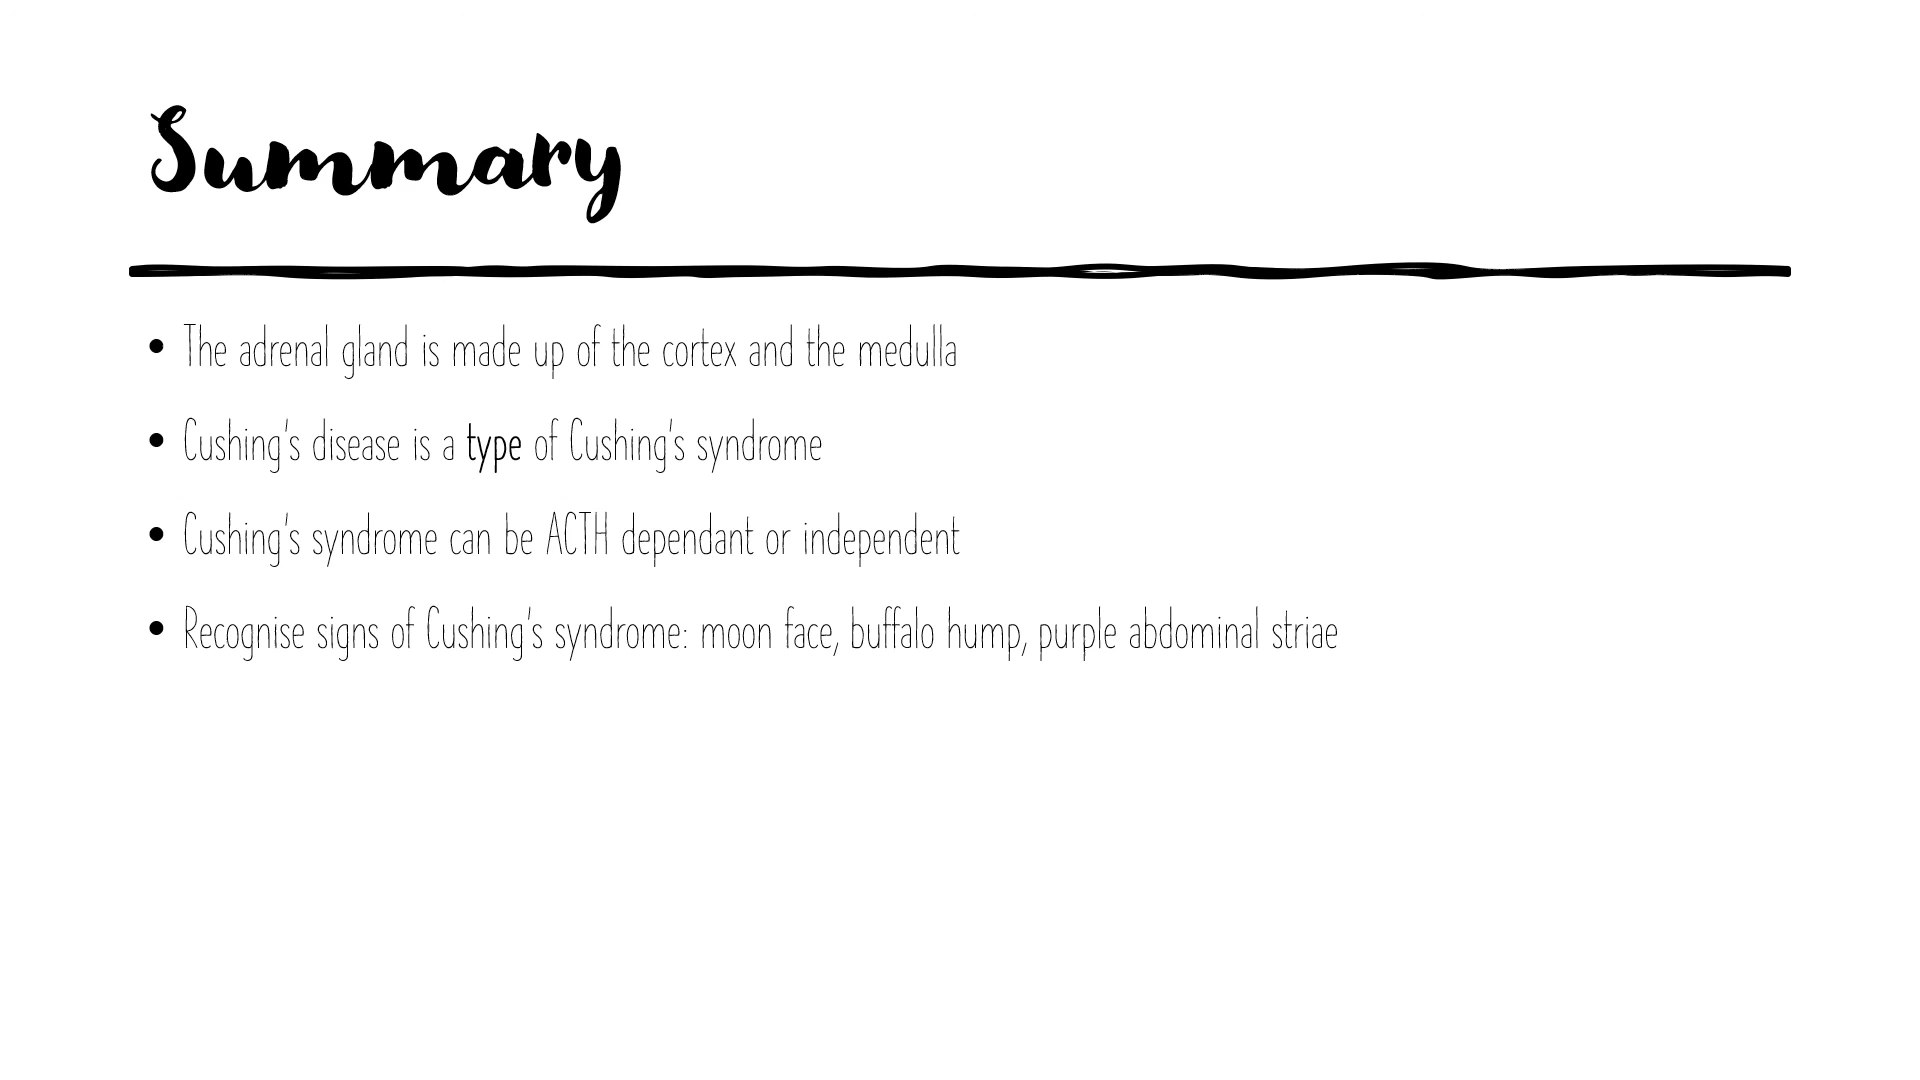 Summary
• The adrenal gland is made up of the cortex and the medulla
• Cushing's disease is a type of Cushing's syndrome
• Cushing's syndrome can be ACTH dependant or independent
• Recognise signs of Cushing's syndrome: moon face, buffalo hump, purple abdominal striae